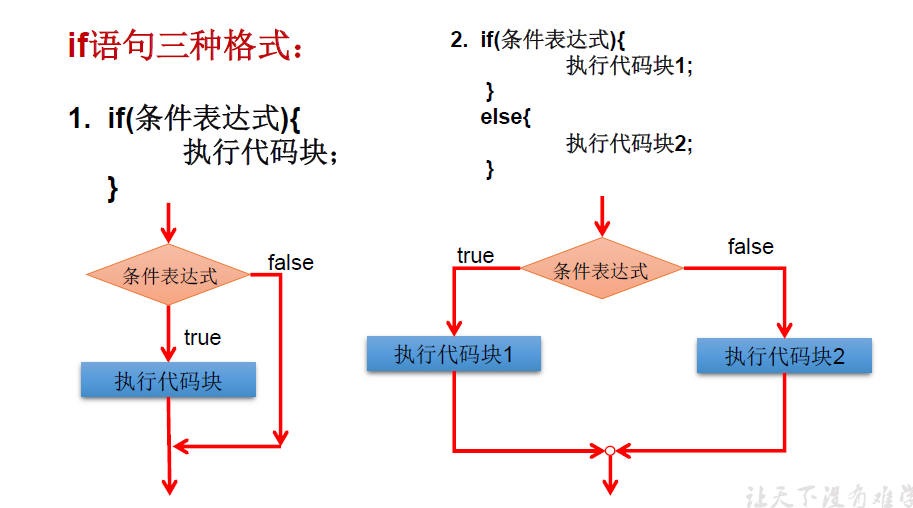 if语句三种格式：
1. if(条件表达式){
执行代码块；
}
2. if(条件表达式){
执行代码块1;
}
else{
执行代码块2;
}
条件表达式
false
true
执行代码块
true
条件表达式
false
执行代码块1
执行代码块2
让天下没有难学